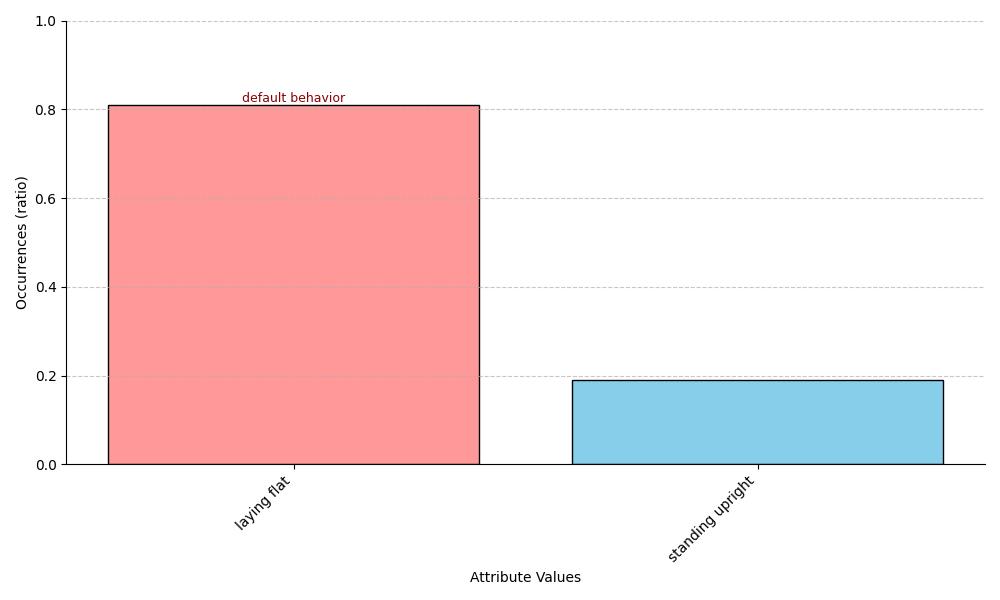 1.0
default behavior
0.8
0.6
0.4
0.2
0.0
Occurrences (ratio)
laying flat
standing upright
Attribute Values